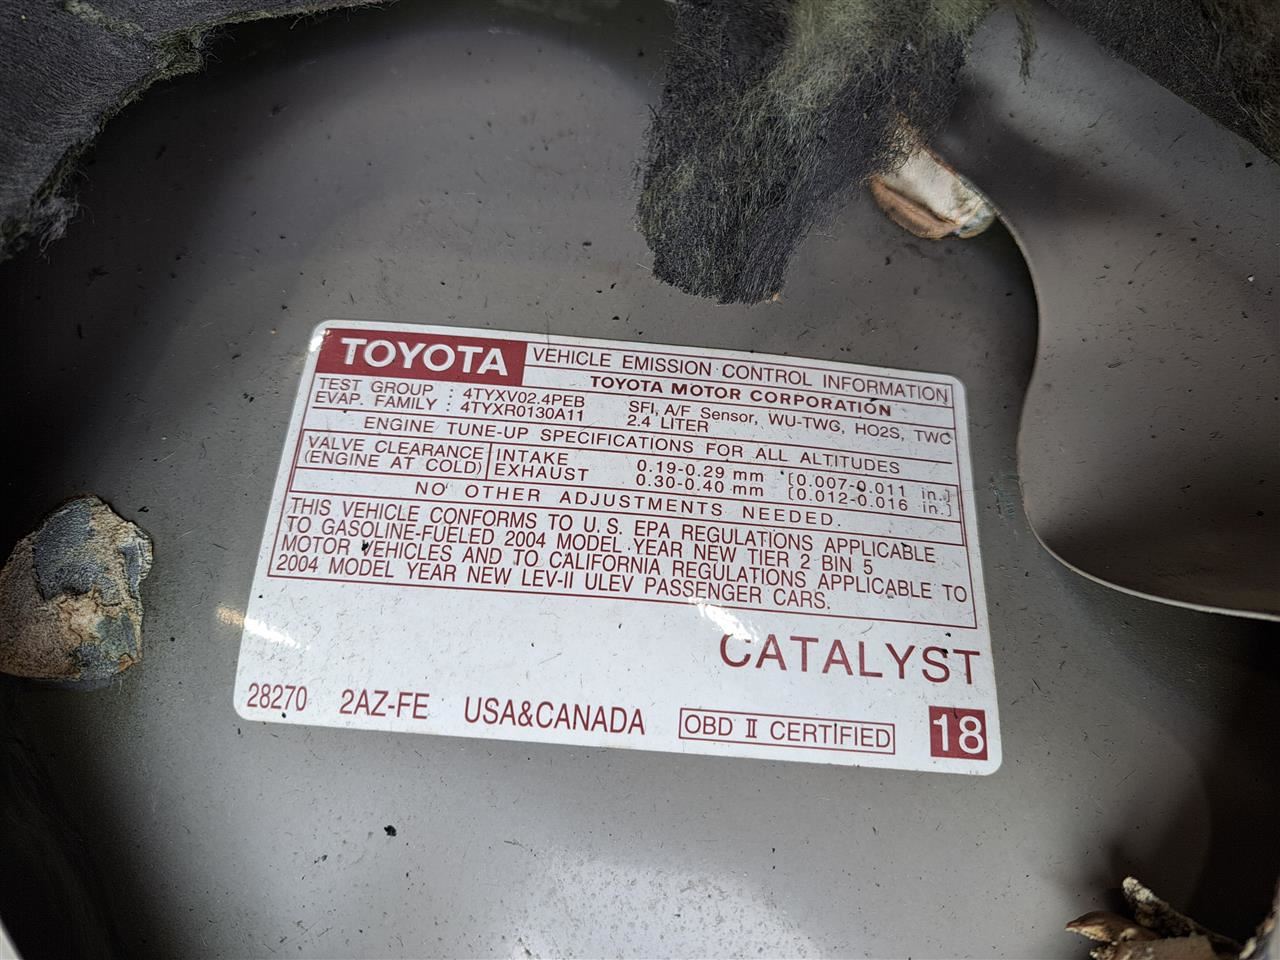 TOYOTA VEHICLE EMISSION CONTROL INFORMATION
TOYOTA MOTOR CORPORATION
TEST GROUP : 4TYXV02.4PEB SFI, A/F Sensor, WU-TWC, HO2S, TWC
EVAP. FAMILY : 4TYXR0130A11 2.4 LITER
ENGINE TUNE-UP SPECIFICATIONS FOR ALL ALTITUDES
VALVE CLEARANCE INTAKE 0.19-0.29 mm [0.007-0.011 in.]
(ENGINE AT COLD) EXHAUST 0.30-0.40 mm [0.012-0.016 in.]
NO OTHER ADJUSTMENTS NEEDED.
THIS VEHICLE CONFORMS TO U.S. EPA REGULATIONS APPLICABLE
TO GASOLINE-FUELED 2004 MODEL YEAR NEW TIER 2 BIN 5
MOTOR VEHICLES AND TO CALIFORNIA REGULATIONS APPLICABLE TO
2004 MODEL YEAR NEW LEV-II ULEV PASSENGER CARS.
CATALYST
28270 2AZ-FE USA&CANADA OBD II CERTIFIED 18